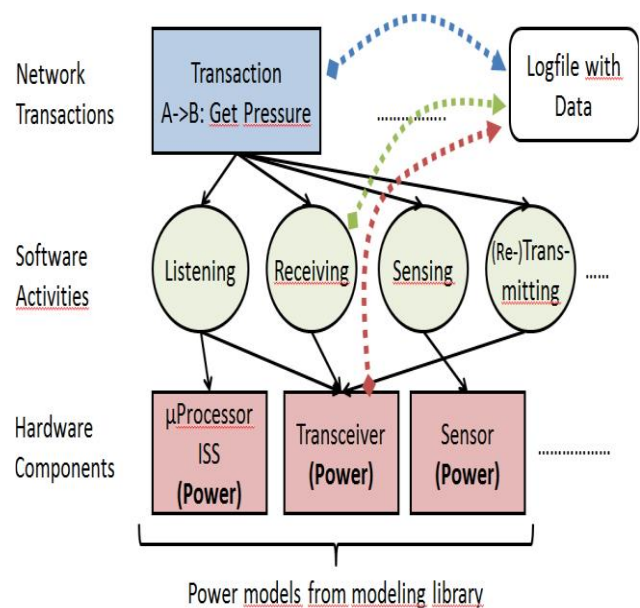 Network
Transactions
Transaction
A->B: Get Pressure
................
Logfile with
Data
Software
Activities
Listening
Receiving
Sensing
(Re-)Trans-
mitting
......
Hardware
Components
µProcessor
ISS
(Power)
Transceiver
(Power)
Sensor
(Power)
.................
Power models from modeling library